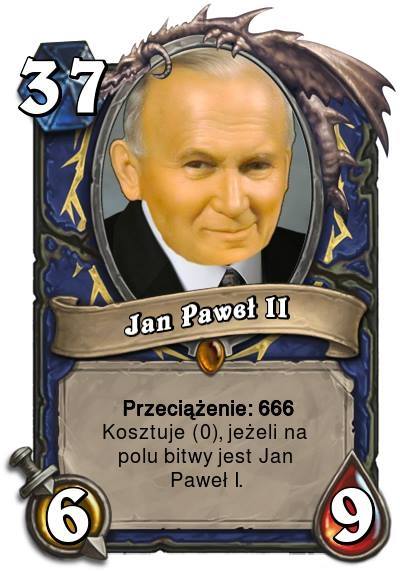 37
Jan Paweł II
Przeciążenie: 666
Kosztuje (0), jeżeli na
polu bitwy jest Jan
Paweł I.
6
9